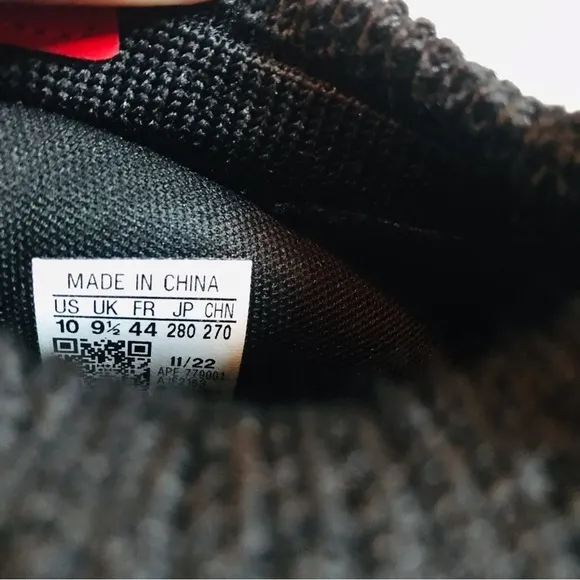 MADE IN CHINA
US UK FR JP CHN
10 9½ 44 280 270
11/22
APE 779001